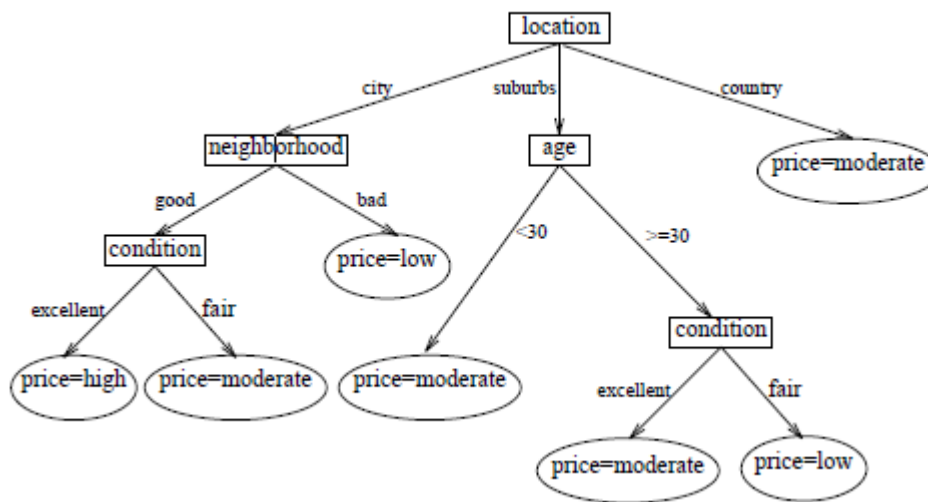 location
city
suburbs
country
neighborhood
age
price=moderate
good
bad
<30
>=30
condition
price=low
excellent
fair
condition
price=high
price=moderate
price=moderate
excellent
fair
price=moderate
price=low